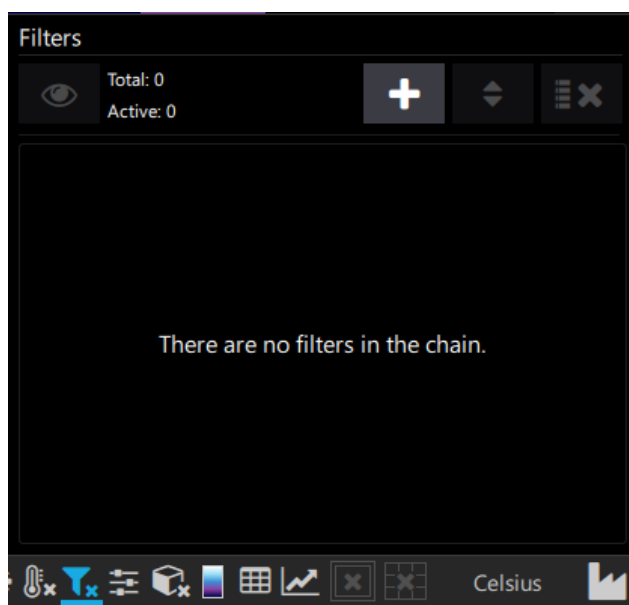 Filters
Total: 0
Active: 0
There are no filters in the chain.
Celsius